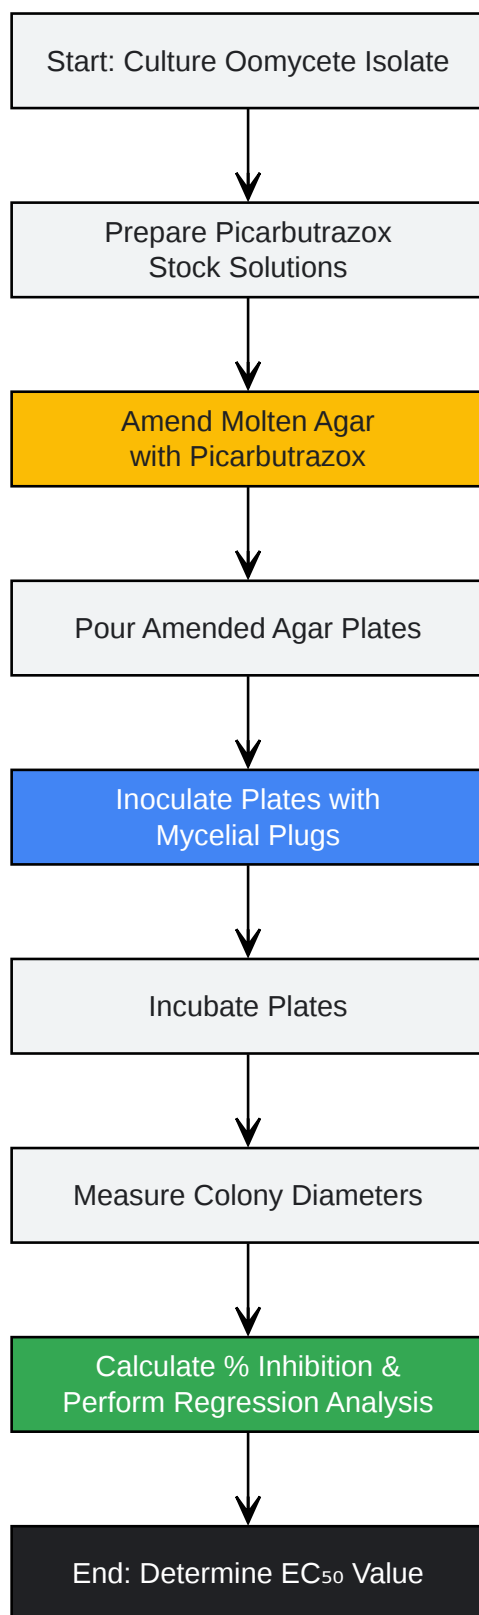 Start: Culture Oomycete Isolate
Prepare Picarbutrazox
Stock Solutions
Amend Molten Agar
with Picarbutrazox
Pour Amended Agar Plates
Inoculate Plates with
Mycelial Plugs
Incubate Plates
Measure Colony Diameters
Calculate % Inhibition &
Perform Regression Analysis
End: Determine EC₅₀ Value